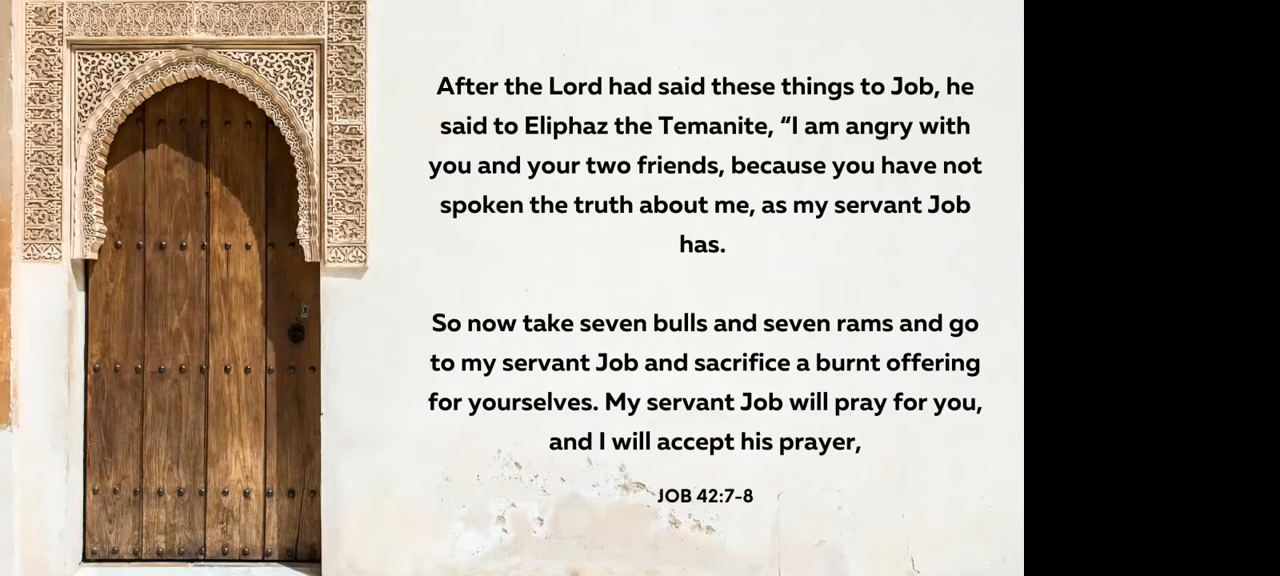 After the Lord had said these things to Job, he
said to Eliphaz the Temanite, “I am angry with
you and your two friends, because you have not
spoken the truth about me, as my servant Job
has.
So now take seven bulls and seven rams and go
to my servant Job and sacrifice a burnt offering
for yourselves. My servant Job will pray for you,
and I will accept his prayer,
JOB 42:7-8